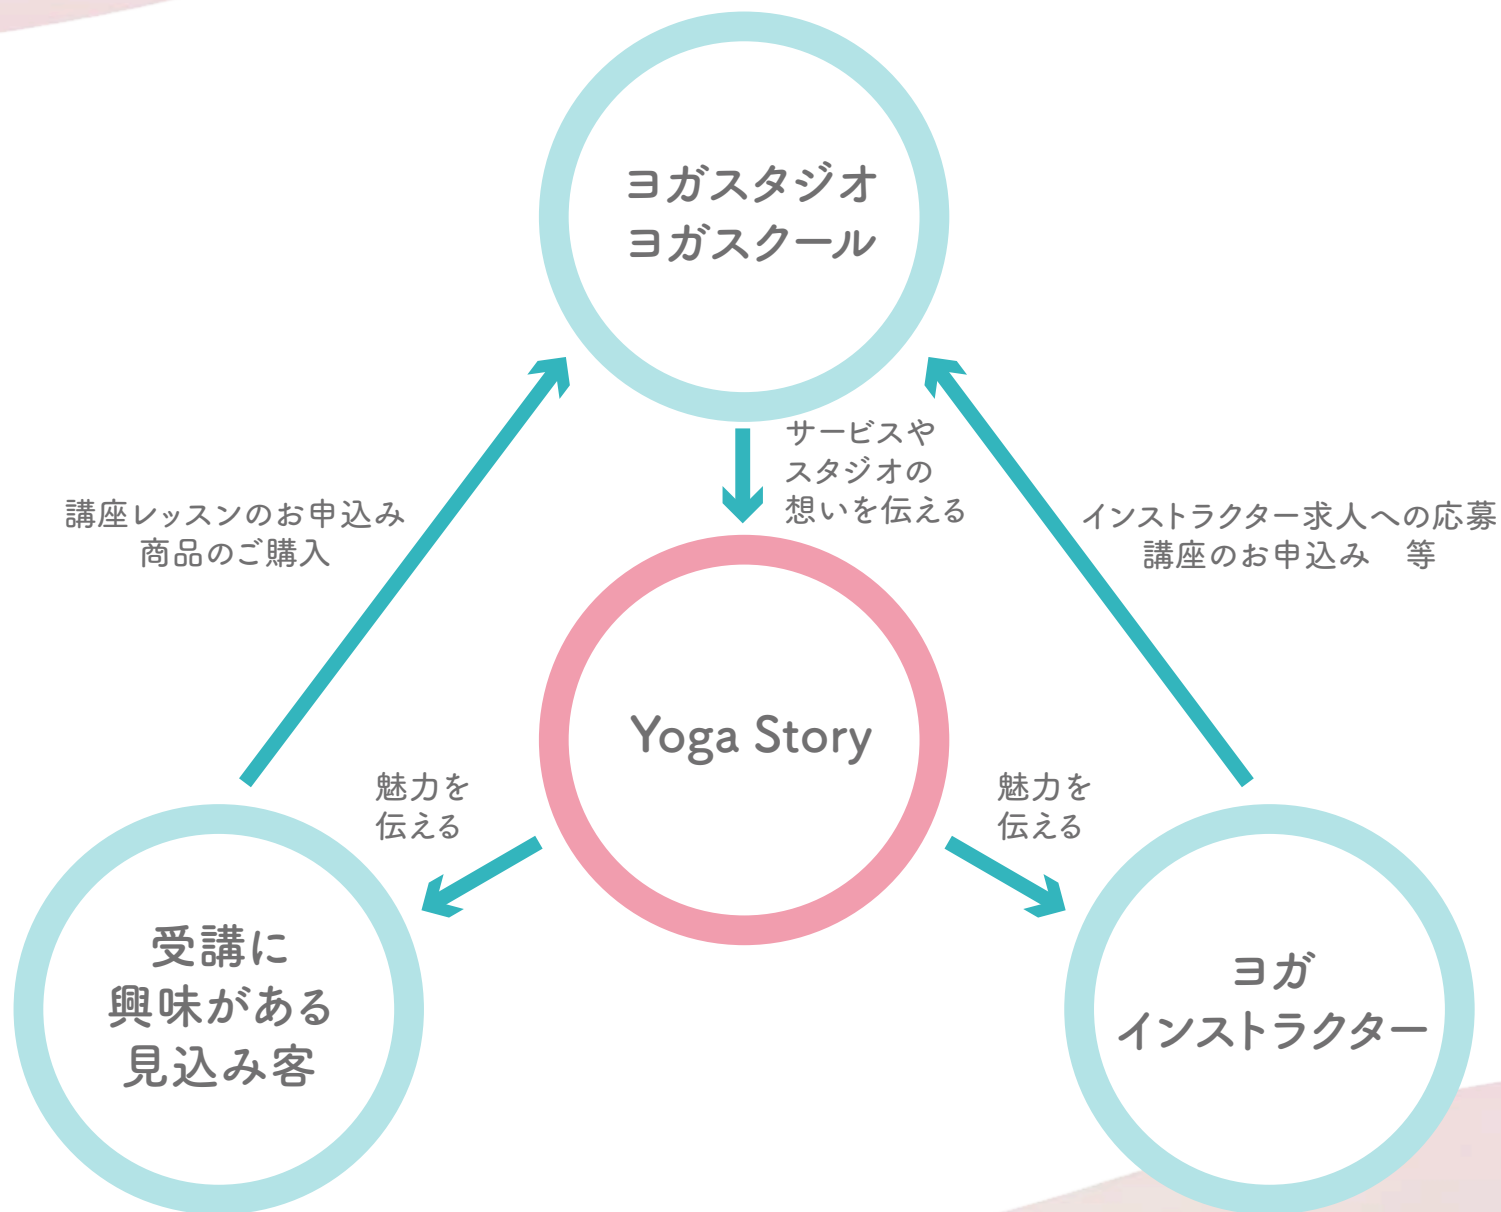 ヨガスタジオ
ヨガスクール
サービスや
スタジオの
想いを伝える
講座レッスンのお申込み
商品のご購入
インストラクター求人への応募
講座のお申込み　等
Yoga Story
魅力を
伝える
魅力を
伝える
受講に
興味がある
見込み客
ヨガ
インストラクター